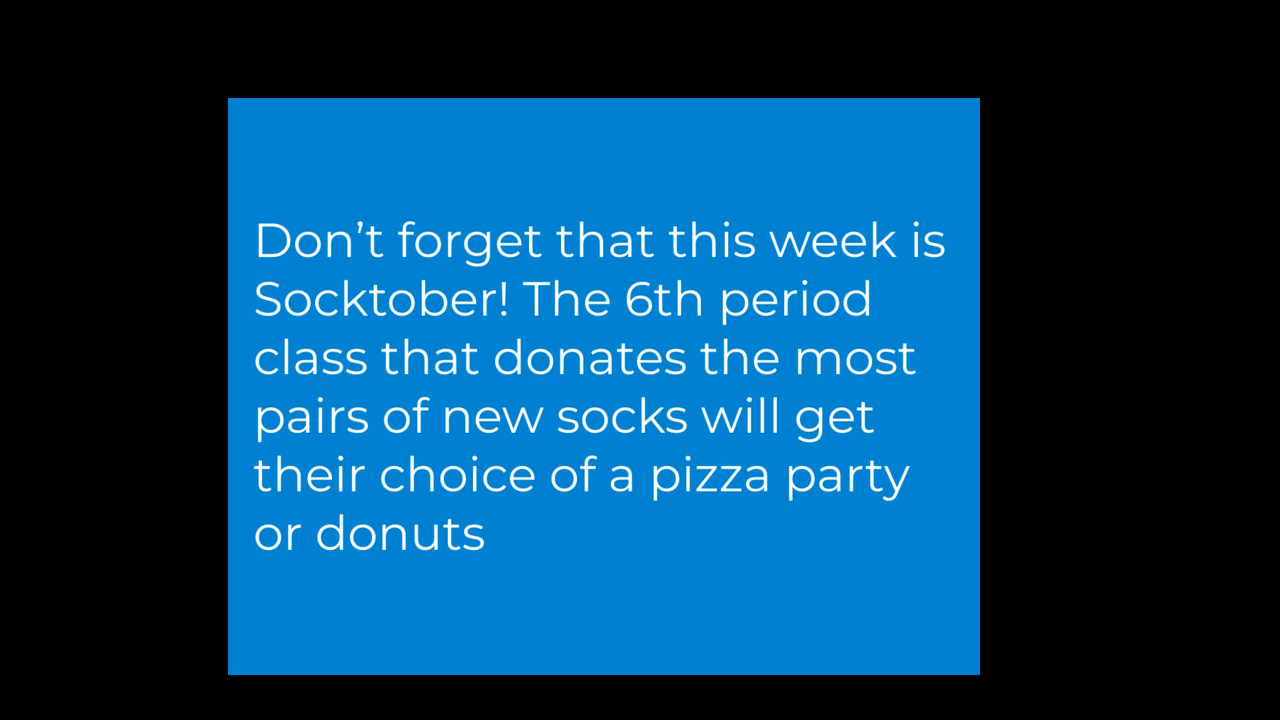 Don’t forget that this week is
Socktober! The 6th period
class that donates the most
pairs of new socks will get
their choice of a pizza party
or donuts